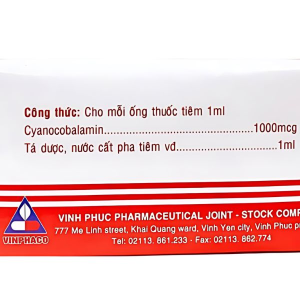 Công thức: Cho mỗi ống thuốc tiêm 1ml
Cyanocobalamin..............................1000mcg
Tá dược, nước cất pha tiêm vđ....................1ml
VINPHACO
VINH PHUC PHARMACEUTICAL JOINT - STOCK COMP
777 Me Linh street, Khai Quang ward, Vinh Yen city, Vinh Phuc p
Tel: 02113. 861.233 - Fax: 02113. 862.774